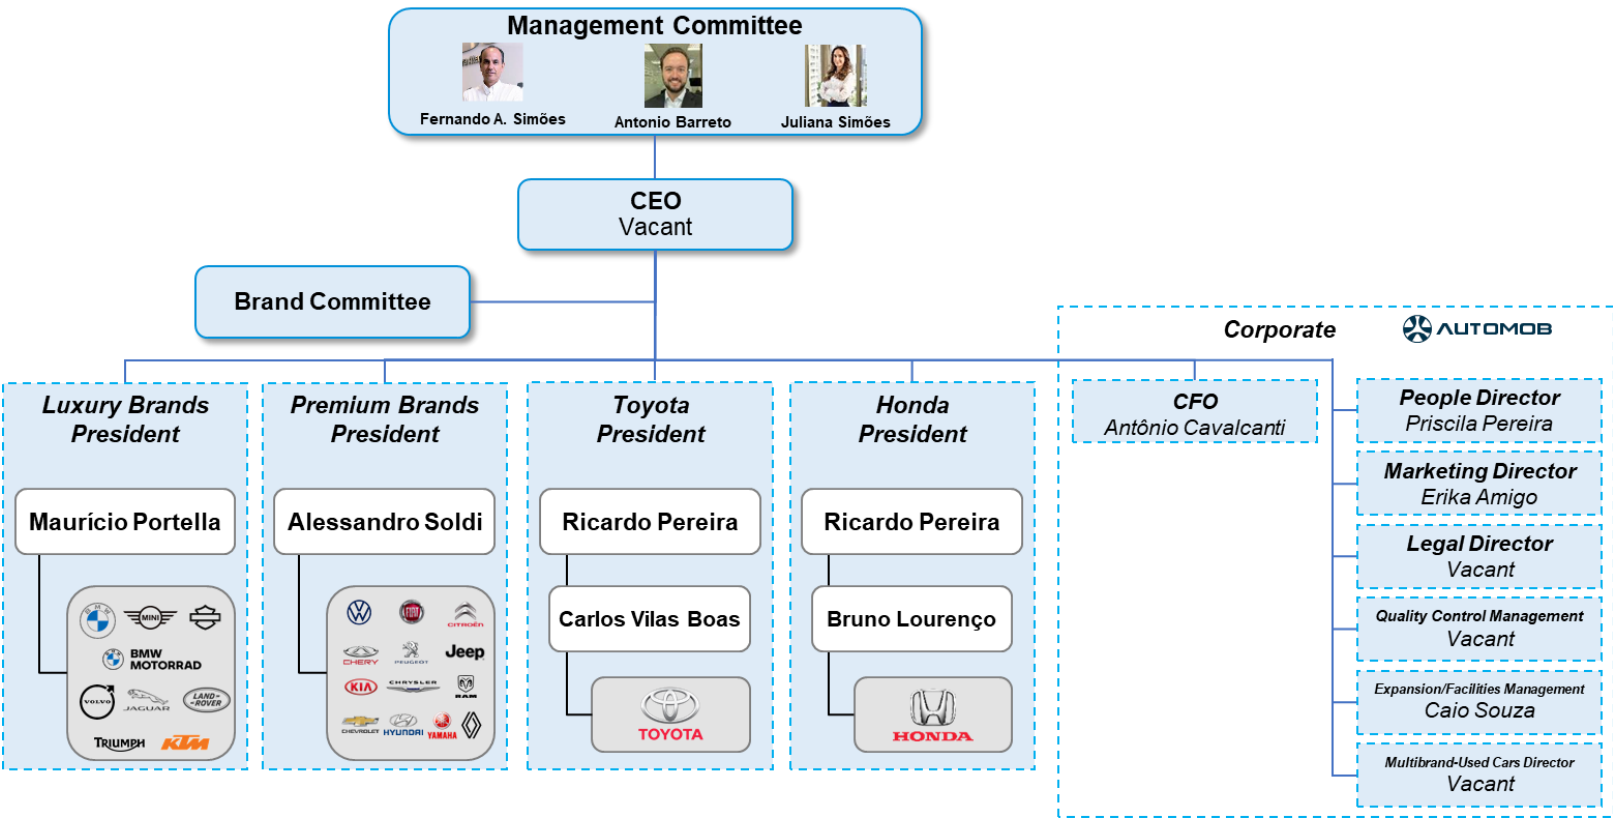 Management Committee
Fernando A. Simões
Antonio Barreto
Juliana Simões
CEO
Vacant
Brand Committee
Corporate
AUTOMOB
Luxury Brands
President
Maurício Portella
BMW
MINI
BMW
MOTORRAD
VOLVO
JAGUAR
LAND-
-ROVER
TRIUMPH
KTM
Premium Brands
President
Alessandro Soldi
FIAT
CITROËN
CHERY
PEUGEOT
Jeep
KIA
CHRYSLER
RAM
CHEVROLET
HYUNDAI
YAMAHA
Toyota
President
Ricardo Pereira
Carlos Vilas Boas
TOYOTA
Honda
President
Ricardo Pereira
Bruno Lourenço
HONDA
CFO
Antônio Cavalcanti
People Director
Priscila Pereira
Marketing Director
Erika Amigo
Legal Director
Vacant
Quality Control Management
Vacant
Expansion/Facilities Management
Caio Souza
Multibrand-Used Cars Director
Vacant